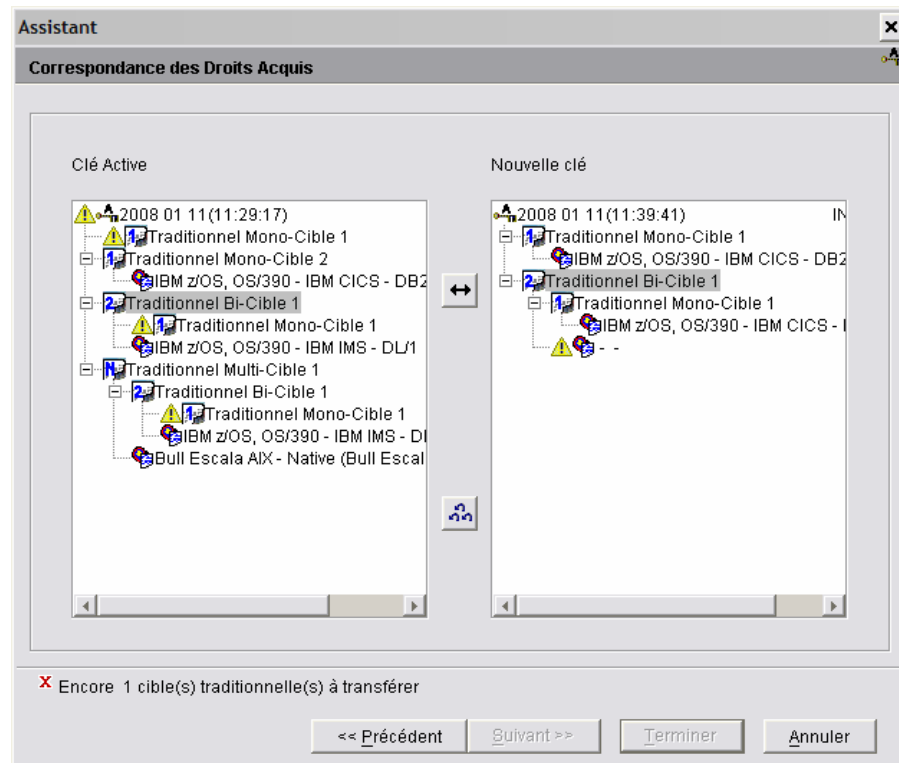 Assistant
Correspondance des Droits Acquis
Clé Active
2008 01 11(11:29:17)
Traditionnel Mono-Cible 1
Traditionnel Mono-Cible 2
IBM z/OS, OS/390 - IBM CICS - DB2
Traditionnel Bi-Cible 1
Traditionnel Mono-Cible 1
IBM z/OS, OS/390 - IBM IMS - DL/1
Traditionnel Multi-Cible 1
Traditionnel Bi-Cible 1
Traditionnel Mono-Cible 1
IBM z/OS, OS/390 - IBM IMS - Dl
Bull Escala AIX - Native (Bull Escal
Nouvelle clé
2008 01 11(11:39:41) IN
Traditionnel Mono-Cible 1
IBM z/OS, OS/390 - IBM CICS - DB2
Traditionnel Bi-Cible 1
Traditionnel Mono-Cible 1
IBM z/OS, OS/390 - IBM CICS - I
- -
Encore 1 cible(s) traditionnelle(s) à transférer
<< Précédent
Suivant >>
Terminer
Annuler